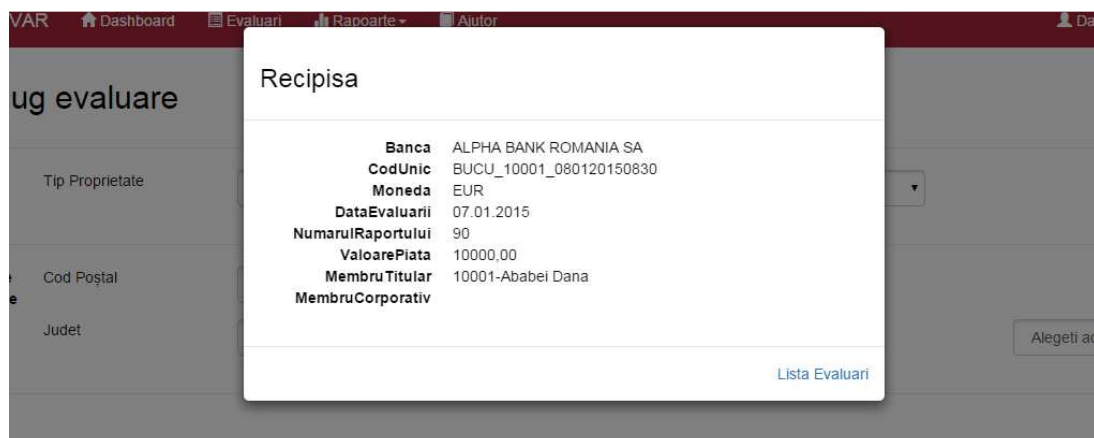 VAR Dashboard Evaluari Rapoarte Ajutor Da
ug evaluare
Recipisa
Banca ALPHA BANK ROMANIA SA
CodUnic BUCU_10001_080120150830
Tip Proprietate
Moneda EUR
DataEvaluarii 07.01.2015
NumarulRaportului 90
ValoarePiata 10000,00
Cod Poștal
MembruTitular 10001-Ababei Dana
e
MembruCorporativ
Judet
Alegeti ad
Lista Evaluari